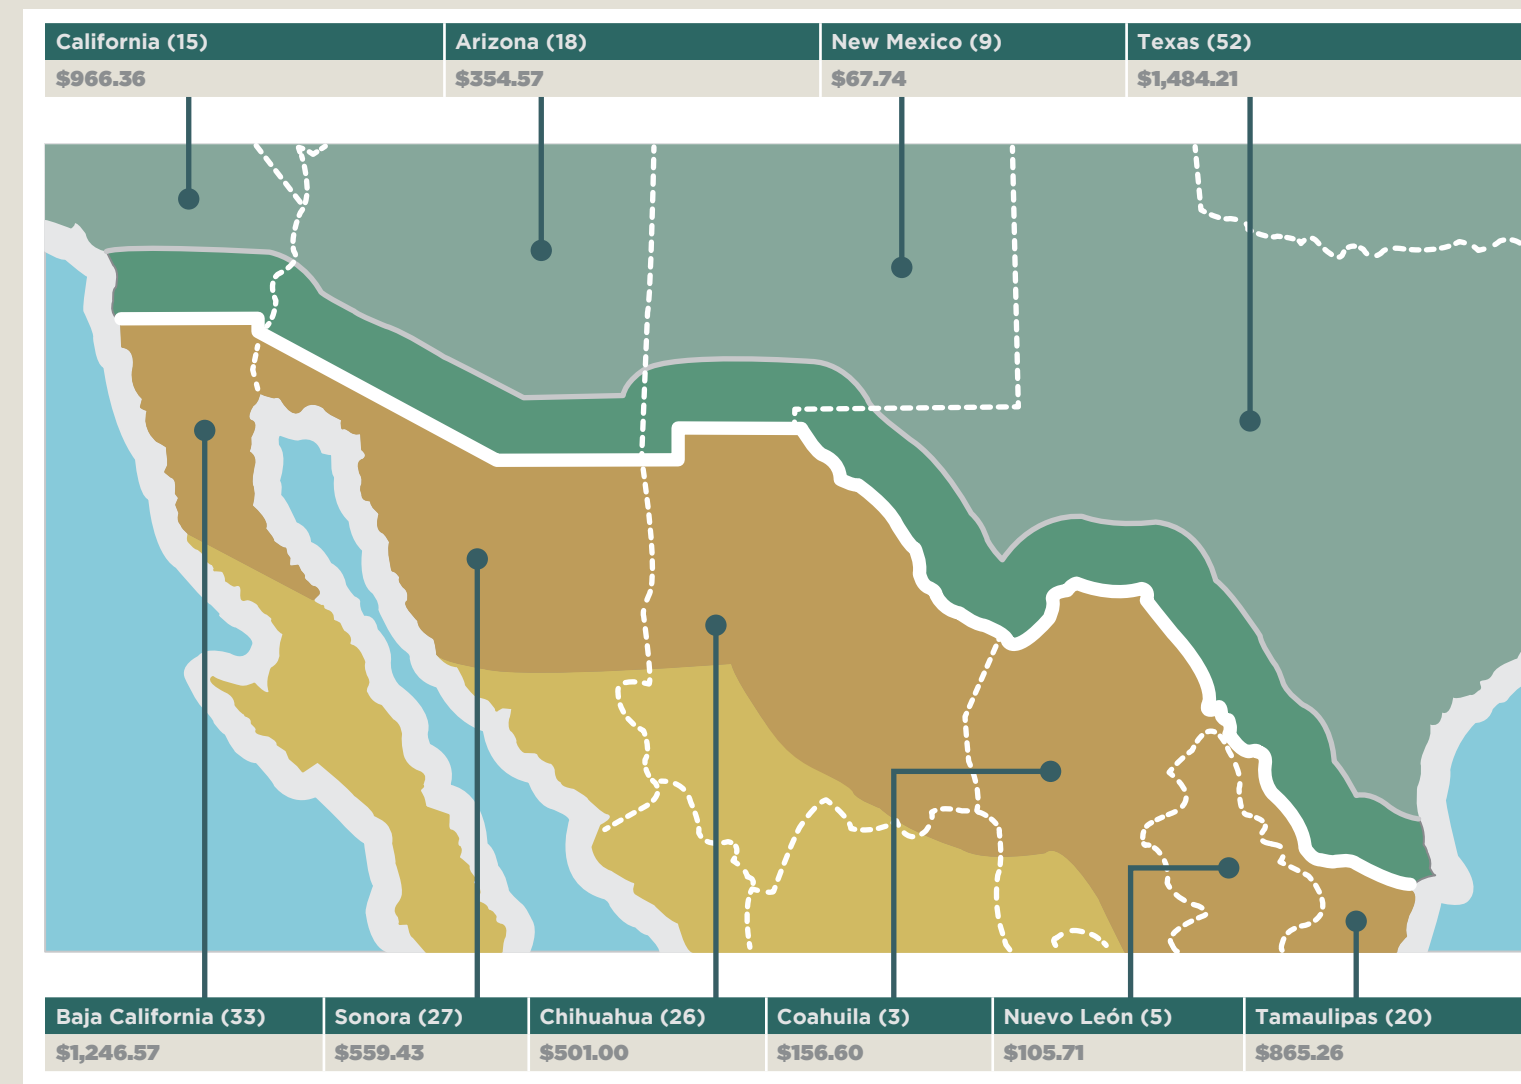 California (15)
Arizona (18)
New Mexico (9)
Texas (52)
$966.36
$354.57
$67.74
$1,484.21
Baja California (33)
Sonora (27)
Chihuahua (26)
Coahuila (3)
Nuevo León (5)
Tamaulipas (20)
$1,246.57
$559.43
$501.00
$156.60
$105.71
$865.26